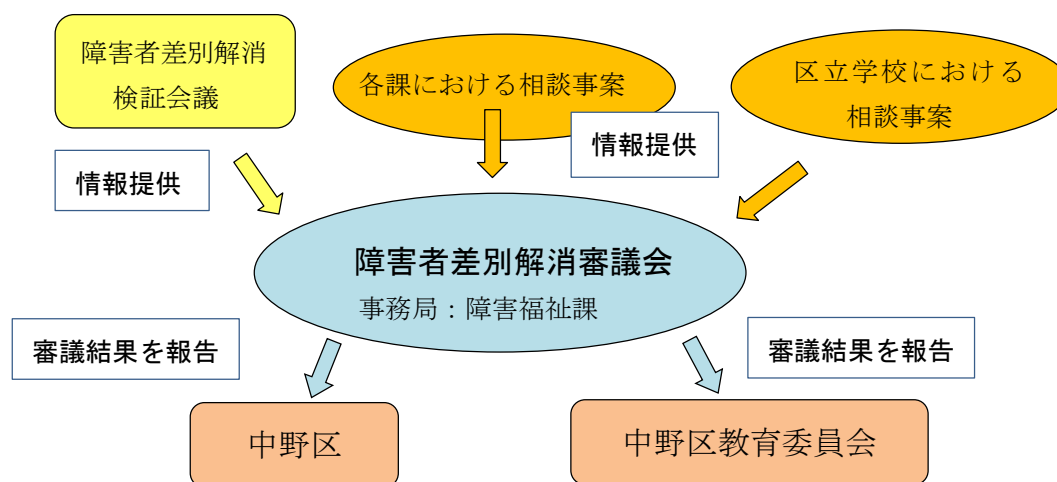 障害者差別解消
検証会議
各課における相談事案
区立学校における
相談事案
情報提供
情報提供
障害者差別解消審議会
事務局：障害福祉課
審議結果を報告
審議結果を報告
中野区
中野区教育委員会